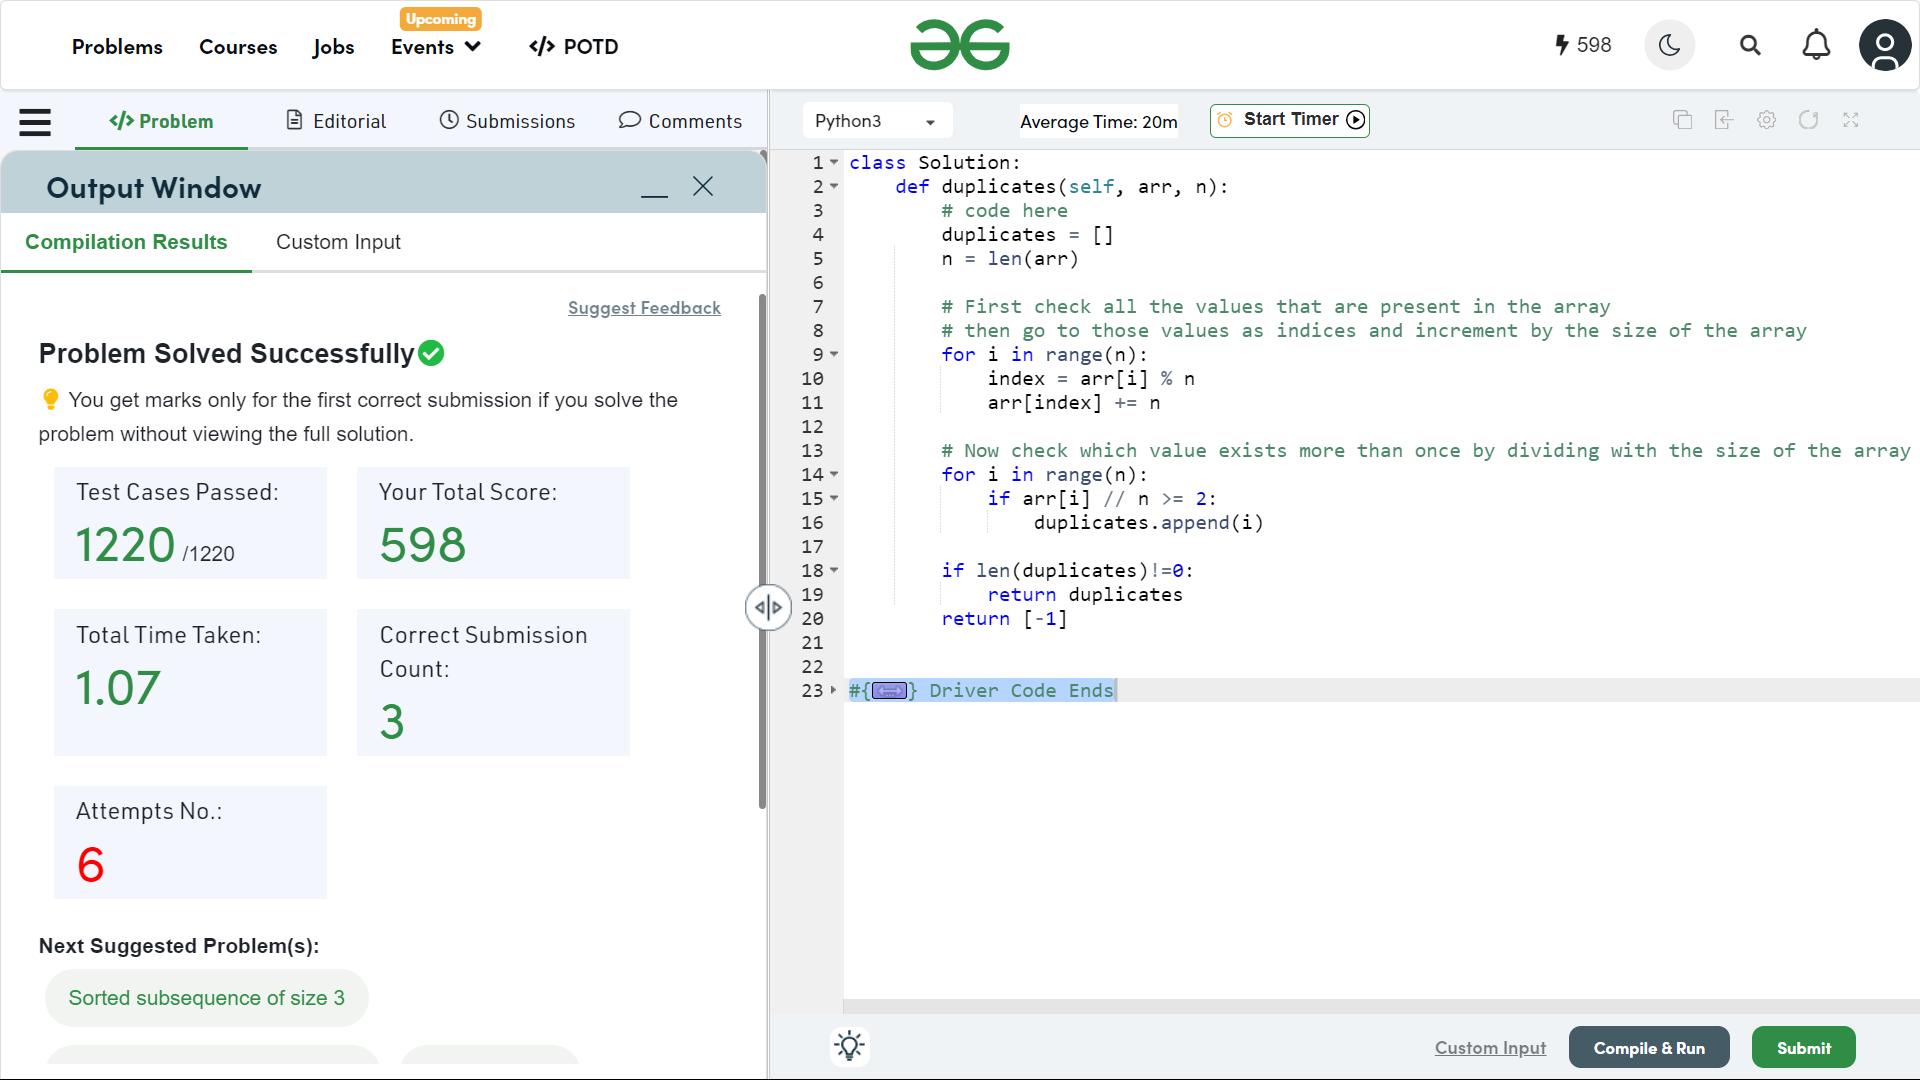 Problems
Courses
Jobs
Upcoming
Events
</> POTD
598
</> Problem
Editorial
Submissions
Comments
Output Window
Compilation Results
Custom Input
Suggest Feedback
Problem Solved Successfully
You get marks only for the first correct submission if you solve the
problem without viewing the full solution.
Test Cases Passed:
1220 /1220
Your Total Score:
598
Total Time Taken:
1.07
Correct Submission
Count:
3
Attempts No.:
6
Next Suggested Problem(s):
Sorted subsequence of size 3
Python3
Average Time: 20m
Start Timer
1 class Solution:
2     def duplicates(self, arr, n):
3         # code here
4         duplicates = []
5         n = len(arr)
6
7         # First check all the values that are present in the array
8         # then go to those values as indices and increment by the size of the array
9         for i in range(n):
10             index = arr[i] % n
11             arr[index] += n
12
13         # Now check which value exists more than once by dividing with the size of the array
14         for i in range(n):
15             if arr[i] // n >= 2:
16                 duplicates.append(i)
17
18         if len(duplicates)!=0:
19             return duplicates
20         return [-1]
21
22
23 #{<-->} Driver Code Ends
Custom Input
Compile & Run
Submit